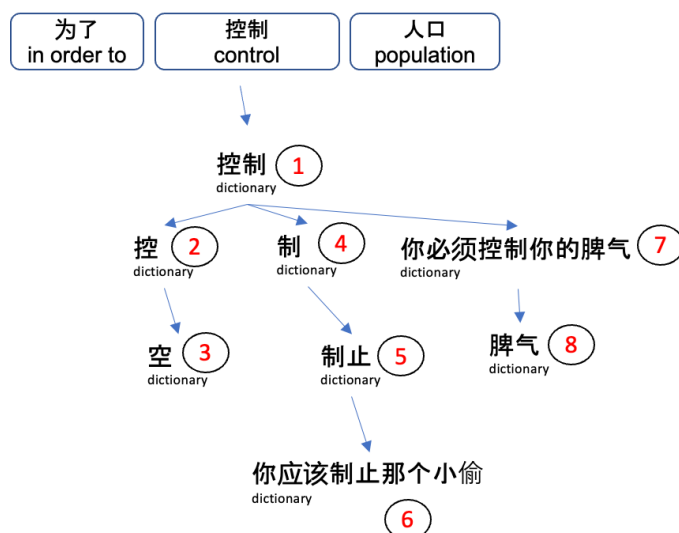 为了
in order to
控制
control
人口
population
控制 1
dictionary
控 2
dictionary
制 4
dictionary
你必须控制你的脾气 7
dictionary
空 3
dictionary
制止 5
dictionary
脾气 8
dictionary
你应该制止那个小偷
dictionary
6